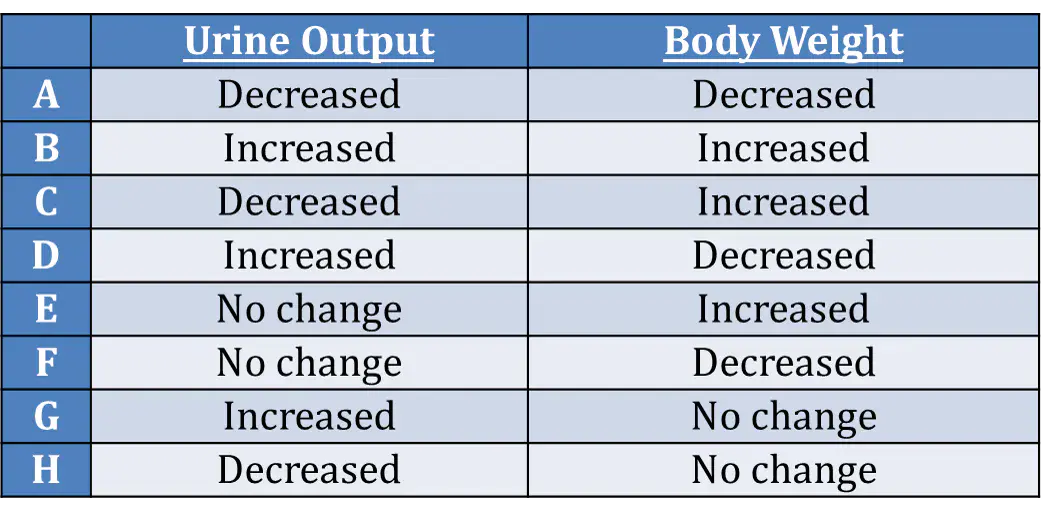 Urine Output Body Weight
A Decreased Decreased
B Increased Increased
C Decreased Increased
D Increased Decreased
E No change Increased
F No change Decreased
G Increased No change
H Decreased No change